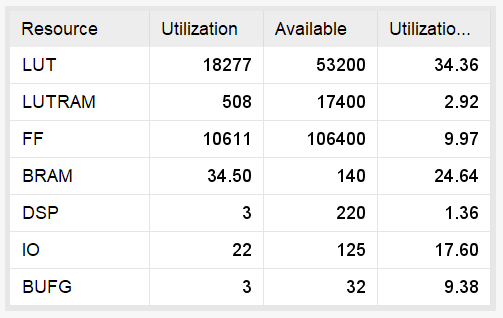 Resource Utilization Available Utilizatio...
LUT 18277 53200 34.36
LUTRAM 508 17400 2.92
FF 10611 106400 9.97
BRAM 34.50 140 24.64
DSP 3 220 1.36
IO 22 125 17.60
BUFG 3 32 9.38